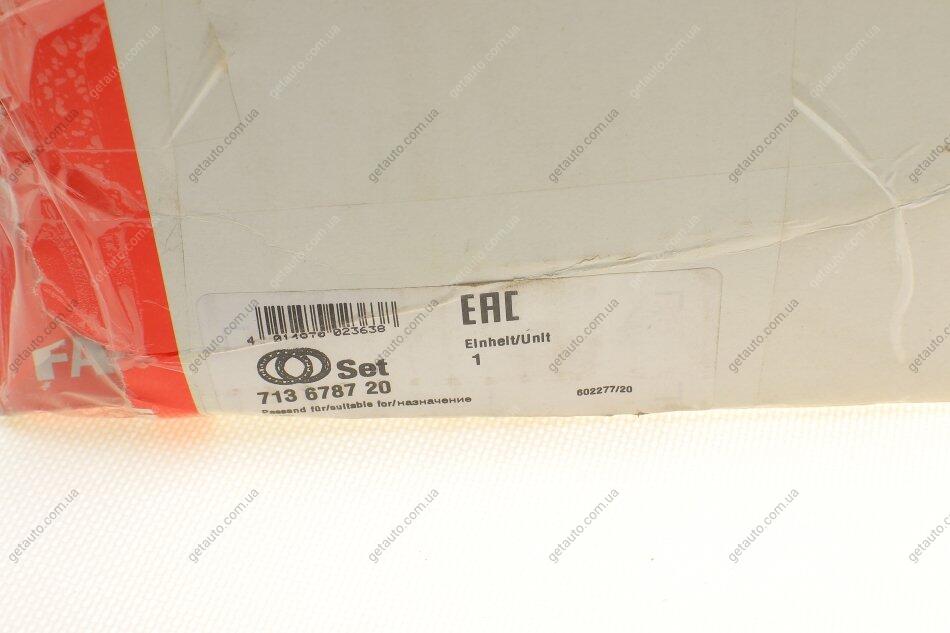 FA
4 014870 023638
EAC
Einheit/Unit
1
Set
713 6787 20
602277/20
Passend für/suitable for/назначение
getauto.com.ua